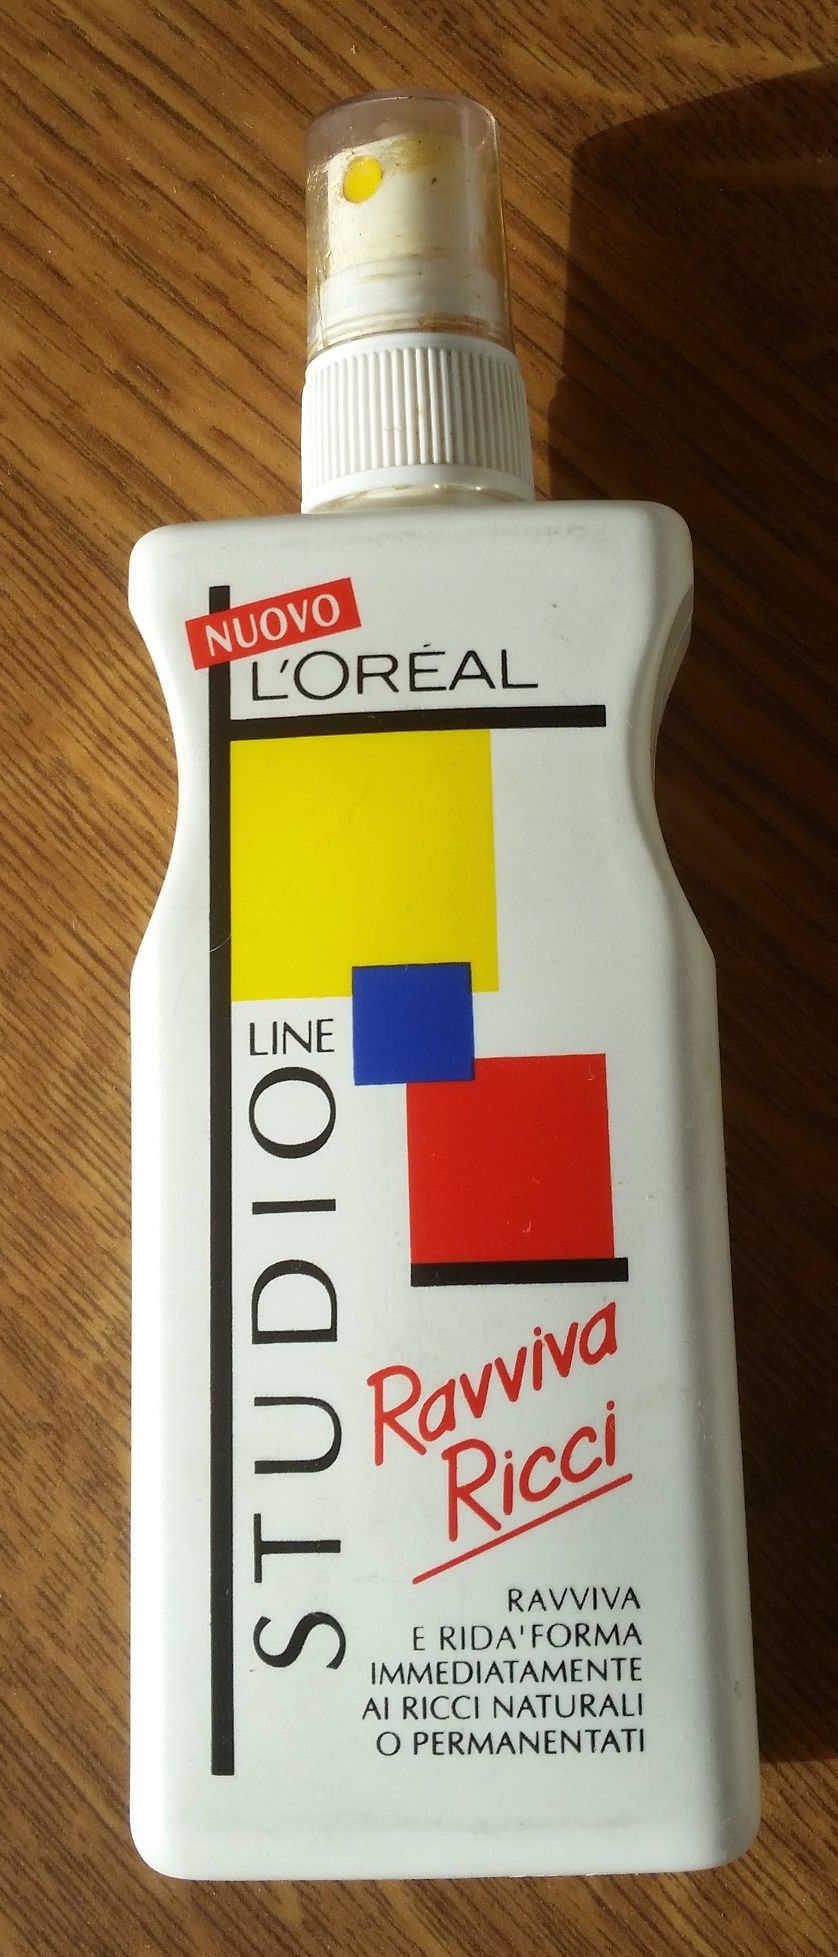 NUOVO
L'ORÉAL
STUDIO
LINE
Ravviva
Ricci
RAVVIVA
E RIDA' FORMA
IMMEDIATAMENTE
AI RICCI NATURALI
O PERMANENTATI